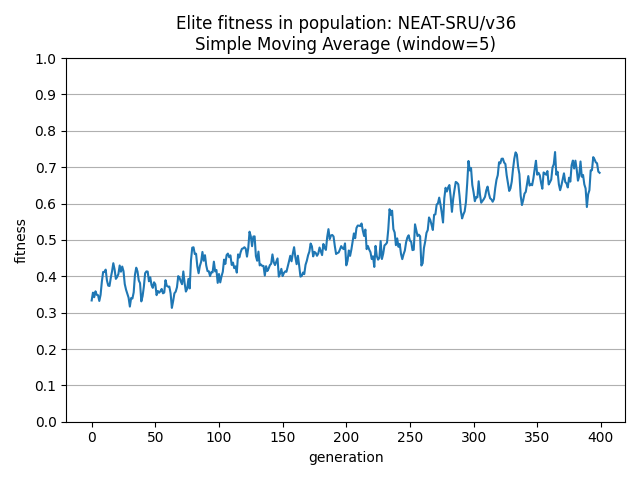 Elite fitness in population: NEAT-SRU/v36
Simple Moving Average (window=5)
1.0
0.9
0.8
0.7
0.6
0.5
0.4
0.3
0.2
0.1
0.0
fitness
0 50 100 150 200 250 300 350 400
generation